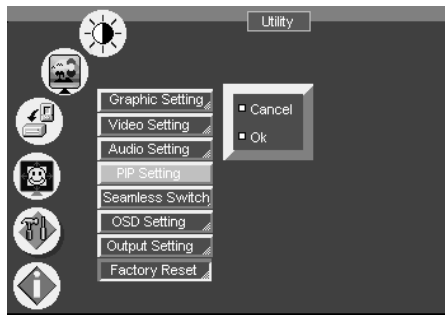 Utility
Graphic Setting
Video Setting
Audio Setting
PIP Setting
Seamless Switch
OSD Setting
Output Setting
Factory Reset
Cancel
Ok